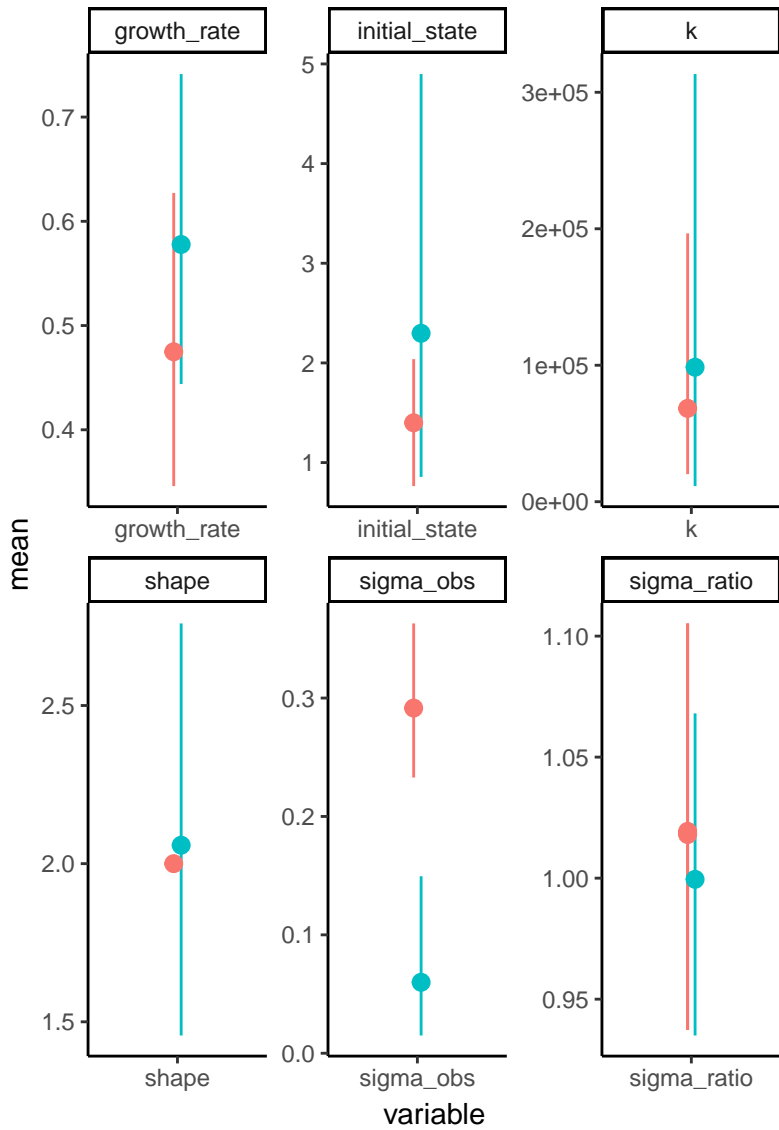 growth_rate
initial_state
k
0.7
0.6
0.5
0.4
5
4
3
2
1
3e+05
2e+05
1e+05
0e+00
growth_rate
initial_state
k
mean
shape
sigma_obs
sigma_ratio
2.5
2.0
1.5
0.3
0.2
0.1
0.0
1.10
1.05
1.00
0.95
shape
sigma_obs
sigma_ratio
variable